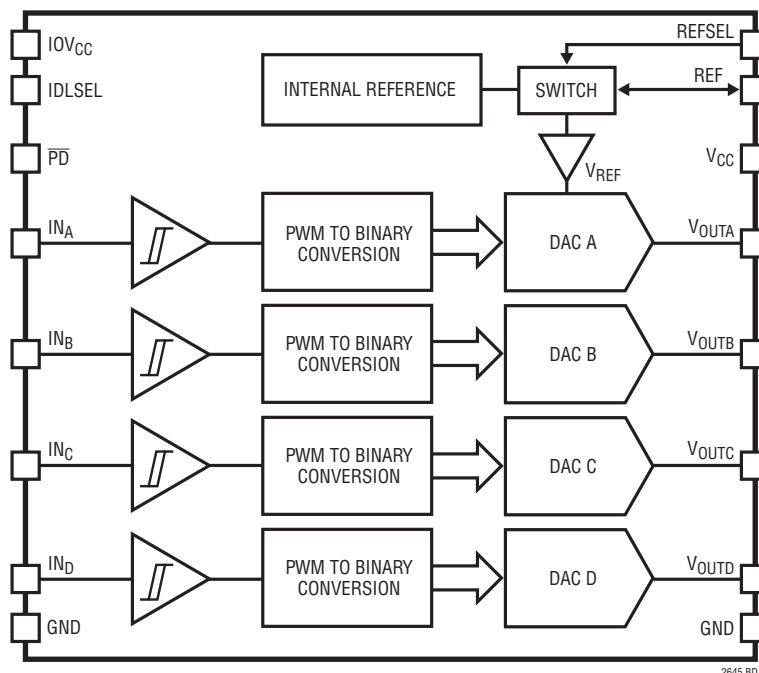 IOVCC
REFSEL
IDLSEL
INTERNAL REFERENCE
SWITCH
REF
PD
VREF
VCC
INA
PWM TO BINARY
CONVERSION
DAC A
VOUTA
INB
PWM TO BINARY
CONVERSION
DAC B
VOUTB
INC
PWM TO BINARY
CONVERSION
DAC C
VOUTC
IND
PWM TO BINARY
CONVERSION
DAC D
VOUTD
GND
GND
2645 BD